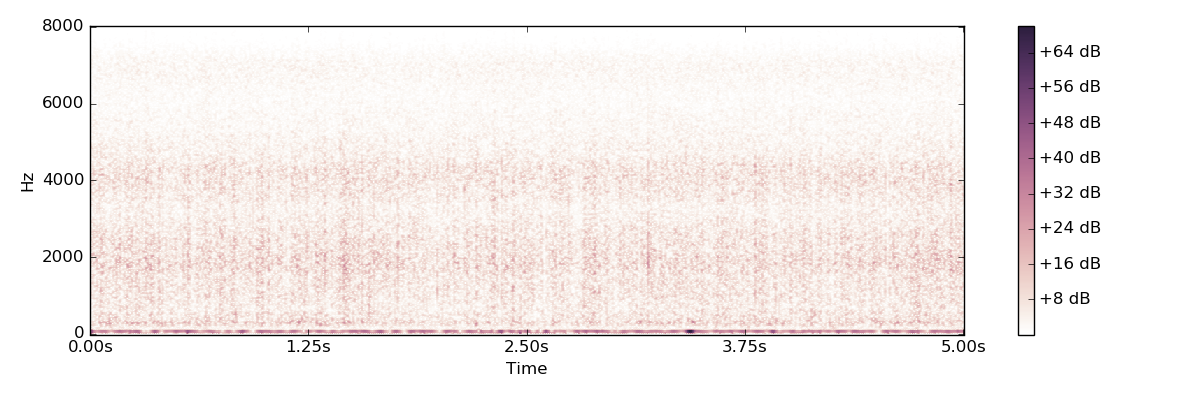 8000
6000
4000
2000
0
Hz
0.00s
1.25s
2.50s
3.75s
5.00s
Time
+64 dB
+56 dB
+48 dB
+40 dB
+32 dB
+24 dB
+16 dB
+8 dB